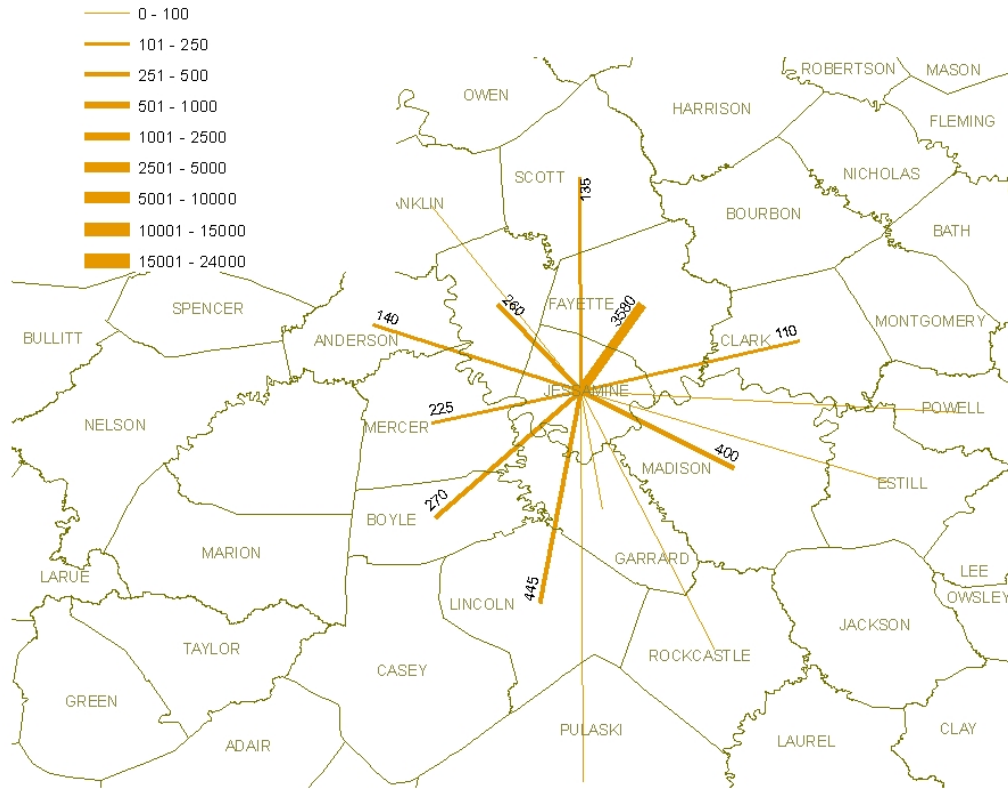 0 - 100
101 - 250
251 - 500
501 - 1000
1001 - 2500
2501 - 5000
5001 - 10000
10001 - 15000
15001 - 24000
ROBERTSON
MASON
OWEN
HARRISON
FLEMING
SCOTT
NICHOLAS
135
ANKLIN
BOURBON
BATH
SPENCER
FAYETTE
260
3580
140
MONTGOMERY
BULLITT
ANDERSON
CLARK
110
JESSAMINE
225
POWELL
NELSON
MERCER
400
MADISON
ESTILL
270
BOYLE
MARION
GARRARD
LARUE
LEE
445
LINCOLN
OWSLEY
JACKSON
TAYLOR
ROCKCASTLE
CASEY
GREEN
PULASKI
CLAY
ADAIR
LAUREL